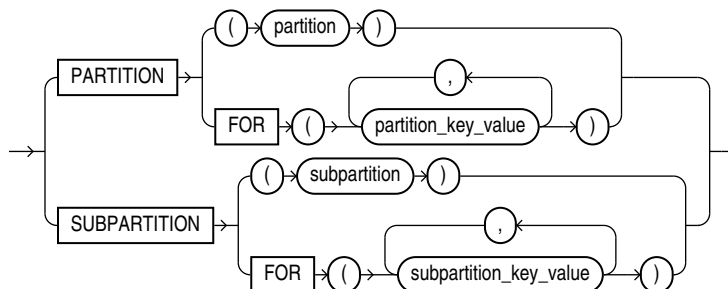 ( partition )
PARTITION
,
FOR ( partition_key_value )
( subpartition )
SUBPARTITION
,
FOR ( subpartition_key_value )